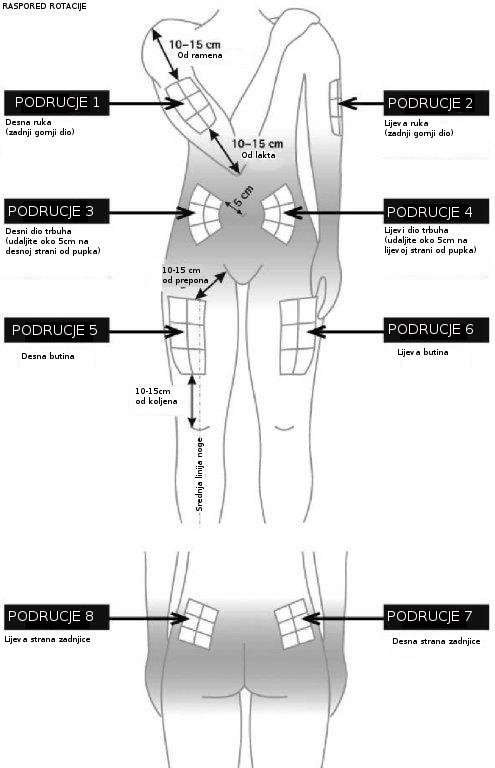 RASPORED ROTACIJE
10-15 cm
Od ramena
PODRUCJE 1
Desna ruka
(zadnji gornji dio)
PODRUCJE 2
Lijeva ruka
(zadnji gornji dio)
10-15 cm
Od lakta
5 cm
PODRUCJE 3
Desni dio trbuha
(udaljite oko 5cm na
desnoj strani od pupka)
PODRUCJE 4
Lijevi dio trbuha
(udaljite oko 5cm na
lijevoj strani od pupka)
10-15 cm
od prepona
PODRUCJE 5
Desna butina
PODRUCJE 6
Lijeva butina
10-15cm
od koljena
Srednja linija noge
PODRUCJE 8
Lijeva strana zadnjice
PODRUCJE 7
Desna strana zadnjice